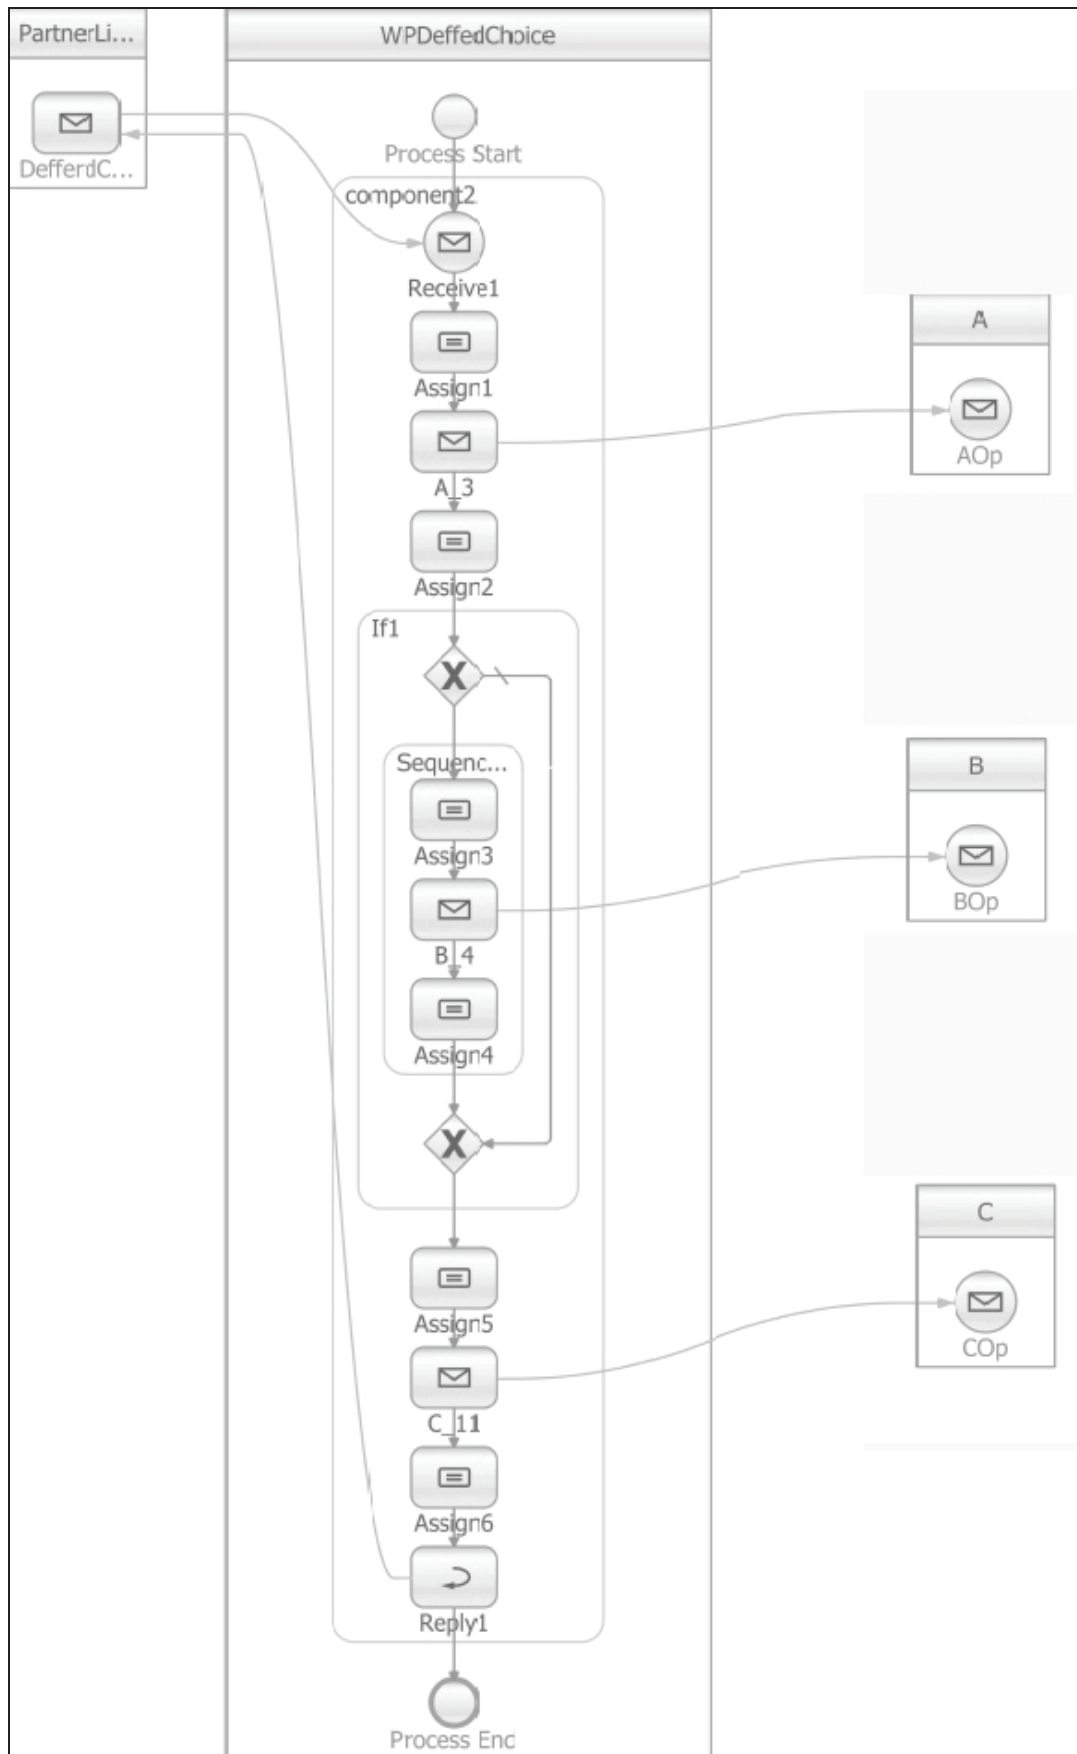 PartnerLi...
WPDeffedChoice
DefferdC...
Process Start
component2
Receive1
A
Assign1
AOp
A_3
Assign2
If1
Sequenc...
B
Assign3
BOp
B_4
Assign4
C
Assign5
COp
C_11
Assign6
Reply1
Process End